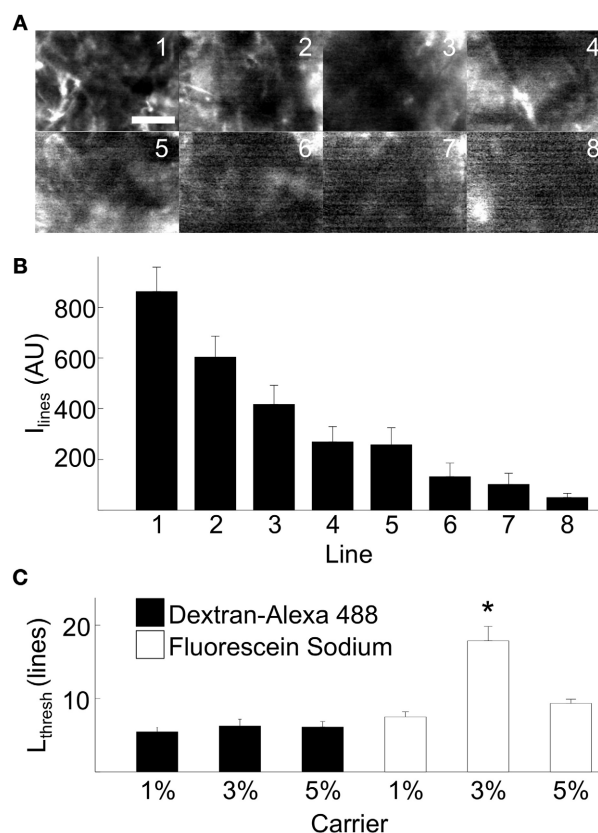 A
1 2 3 4
5 6 7 8
B
I_lines (AU)
800
600
400
200
1 2 3 4 5 6 7 8
Line
C
L_thresh (lines)
20
10
Dextran-Alexa 488
Fluorescein Sodium
*
1% 3% 5% 1% 3% 5%
Carrier